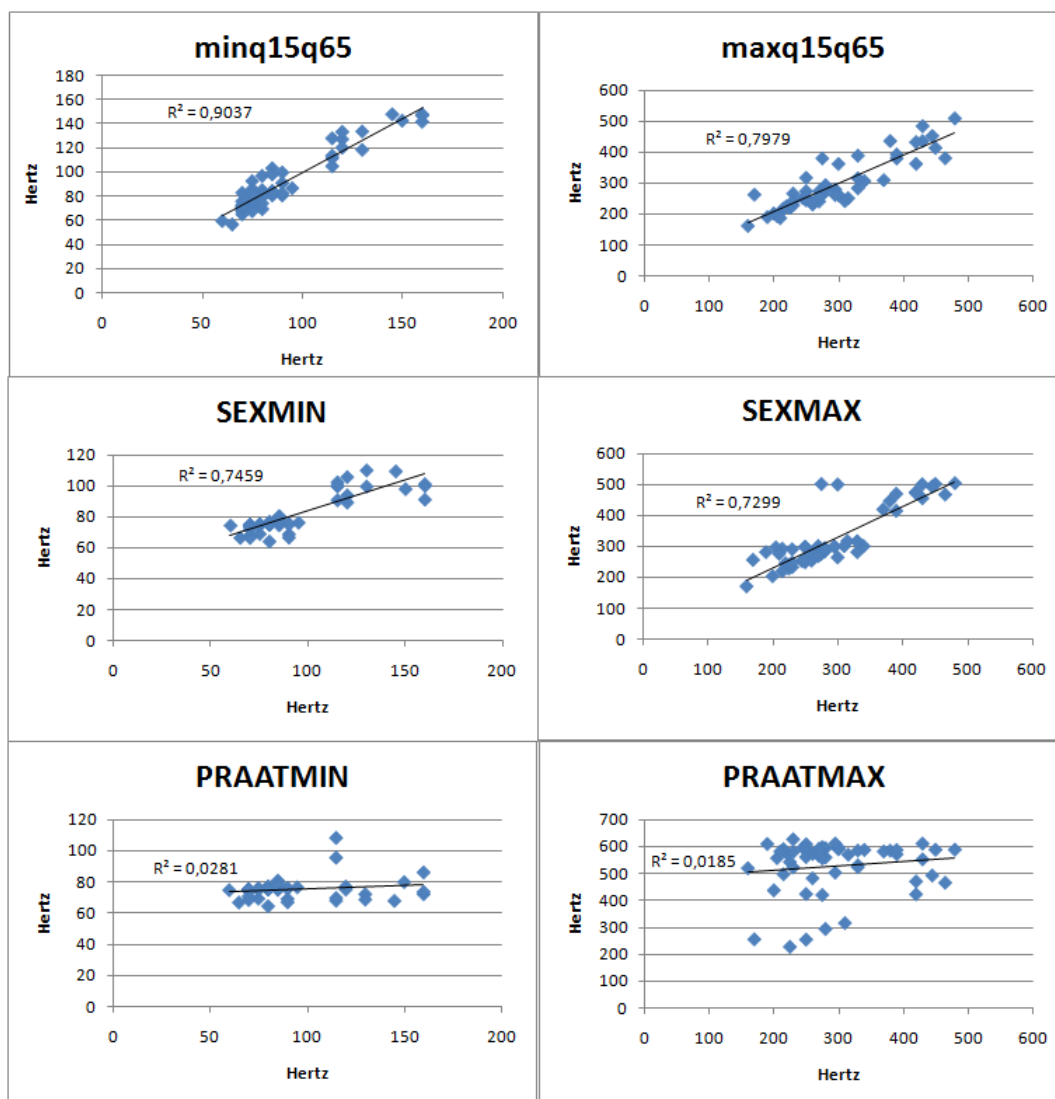 minq15q65
180
160
140
120
100
80
60
40
20
0
Hertz
R² = 0,9037
0 50 100 150 200
Hertz
maxq15q65
600
500
400
300
200
100
0
Hertz
R² = 0,7979
0 100 200 300 400 500 600
Hertz
SEXMIN
120
100
80
60
40
20
0
Hertz
R² = 0,7459
0 50 100 150 200
Hertz
SEXMAX
600
500
400
300
200
100
0
Hertz
R² = 0,7299
0 100 200 300 400 500 600
Hertz
PRAATMIN
120
100
80
60
40
20
0
Hertz
R² = 0,0281
0 50 100 150 200
Hertz
PRAATMAX
700
600
500
400
300
200
100
0
Hertz
R² = 0,0185
0 100 200 300 400 500 600
Hertz